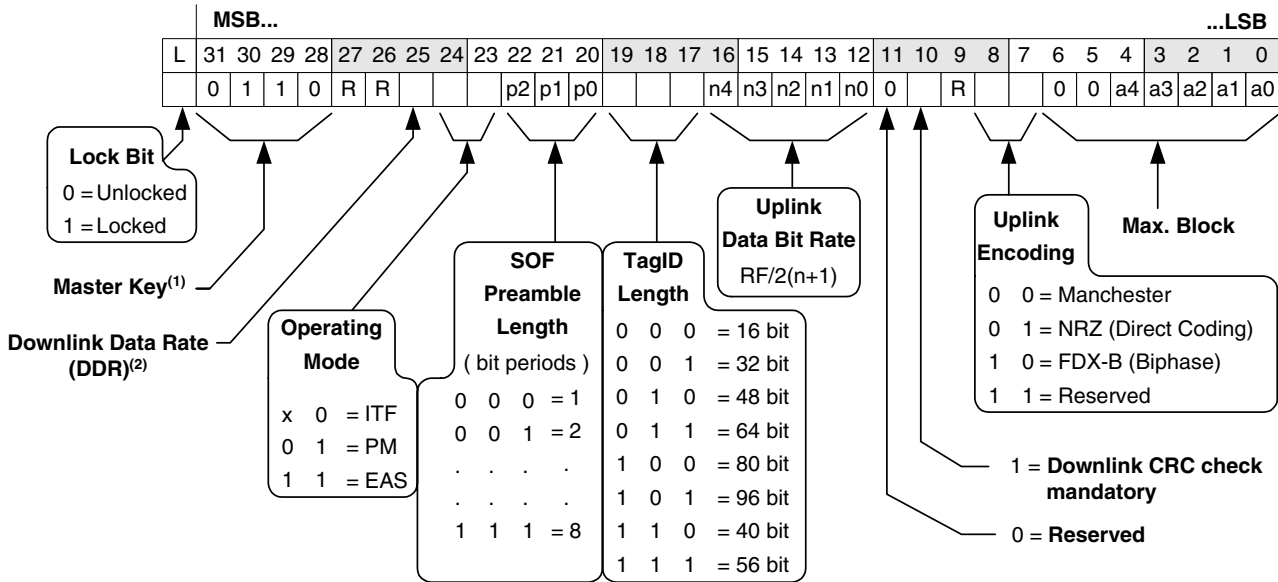 MSB... ...LSB
L 31 30 29 28 27 26 25 24 23 22 21 20 19 18 17 16 15 14 13 12 11 10 9 8 7 6 5 4 3 2 1 0
0 1 1 0 R R p2 p1 p0 n4 n3 n2 n1 n0 0 R 0 0 a4 a3 a2 a1 a0
Lock Bit
0 = Unlocked
1 = Locked
Master Key(1)
Downlink Data Rate
(DDR)(2)
Operating
Mode
x 0 = ITF
0 1 = PM
1 1 = EAS
SOF
Preamble
Length
( bit periods )
0 0 0 = 1
0 0 1 = 2
. . . .
. . . .
1 1 1 = 8
TagID
Length
0 0 0 = 16 bit
0 0 1 = 32 bit
0 1 0 = 48 bit
0 1 1 = 64 bit
1 0 0 = 80 bit
1 0 1 = 96 bit
1 1 0 = 40 bit
1 1 1 = 56 bit
Uplink
Data Bit Rate
RF/2(n+1)
Uplink
Encoding
0 0 = Manchester
0 1 = NRZ (Direct Coding)
1 0 = FDX-B (Biphase)
1 1 = Reserved
Max. Block
1 = Downlink CRC check
mandatory
0 = Reserved